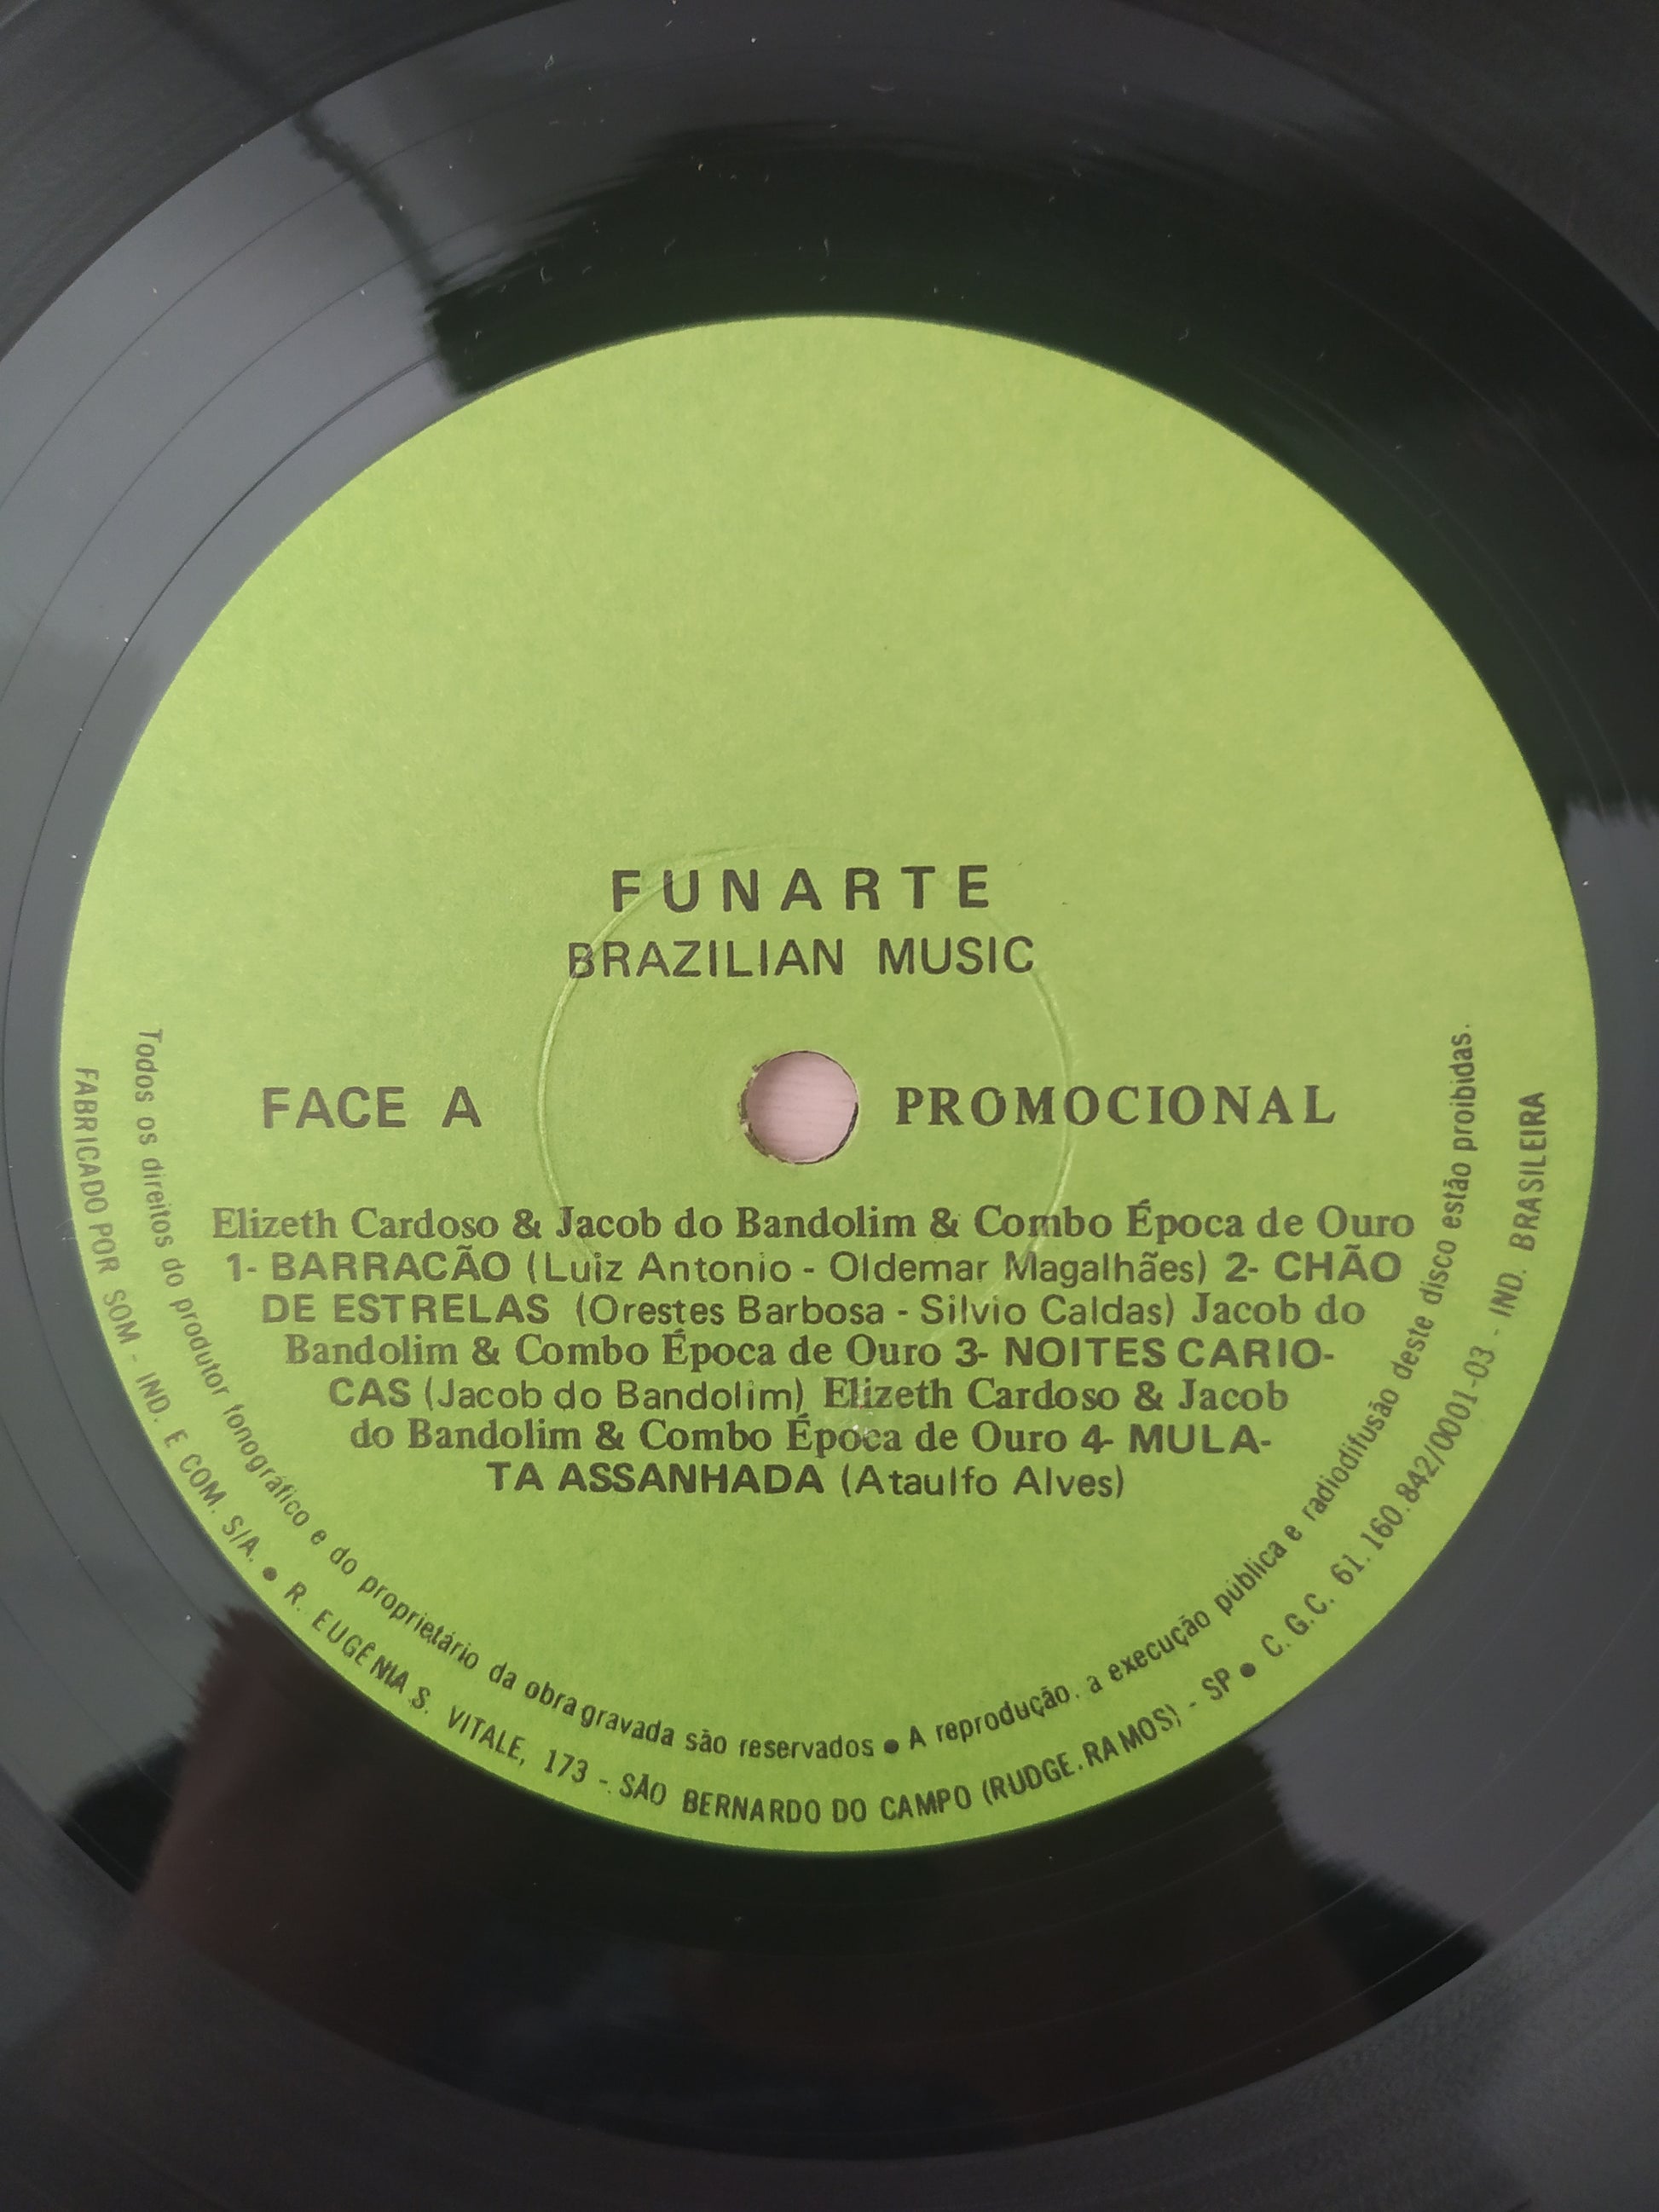 FUNARTE
BRAZILIAN MUSIC
FACE A
PROMOCIONAL
Elizeth Cardoso & Jacob do Bandolim & Combo Época de Ouro
1- BARRACÃO (Luiz Antonio - Oldemar Magalhães) 2- CHÃO
DE ESTRELAS (Orestes Barbosa - Silvio Caldas) Jacob do
Bandolim & Combo Época de Ouro 3- NOITES CARIO-
CAS (Jacob do Bandolim) Elizeth Cardoso & Jacob
do Bandolim & Combo Época de Ouro 4- MULA-
TA ASSANHADA (Ataulfo Alves)
Todos os direitos do produtor fonográfico e do proprietário da obra gravada são reservados ● A reprodução, a execução pública e radiodifusão deste disco estão proibidas.
FABRICADO POR SOM - IND. E COM. S/A. ● R. EUGÊNIA S. VITALE, 173 - SÃO BERNARDO DO CAMPO (RUDGE.RAMOS) - SP ● C.G.C. 61.160.842/0001-03 - IND. BRASILEIRA